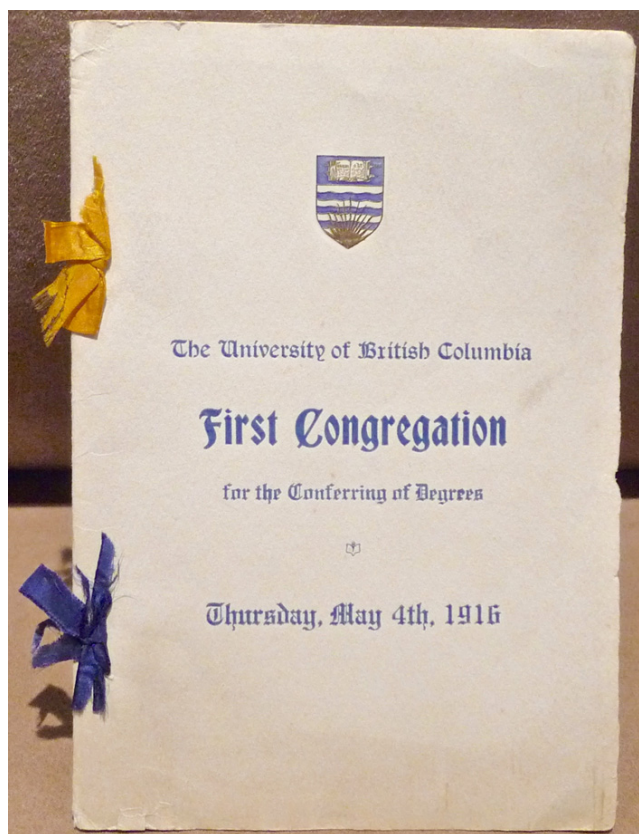 The University of British Columbia
First Congregation
for the Conferring of Degrees
Thursday, May 4th, 1916